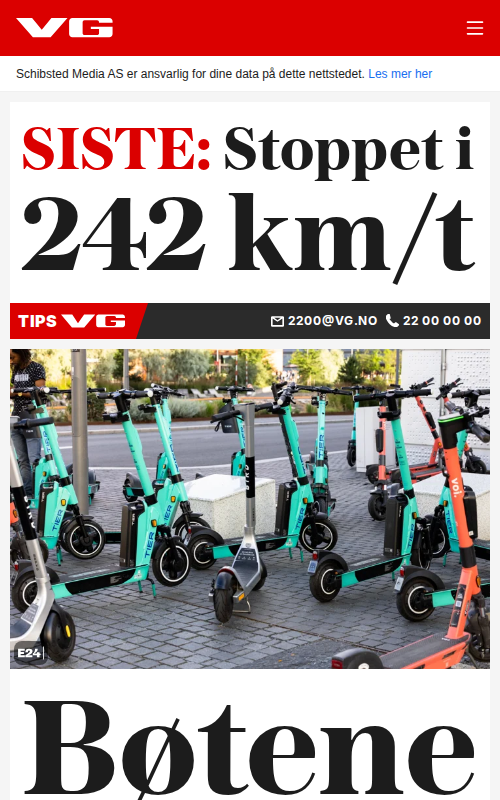 VG
Schibsted Media AS er ansvarlig for dine data på dette nettstedet. Les mer her
SISTE: Stoppet i
242 km/t
TIPS VG 2200@VG.NO 22 00 00 00
TIER
TIER
TIER
TIER
voi.
E24
Bøtene